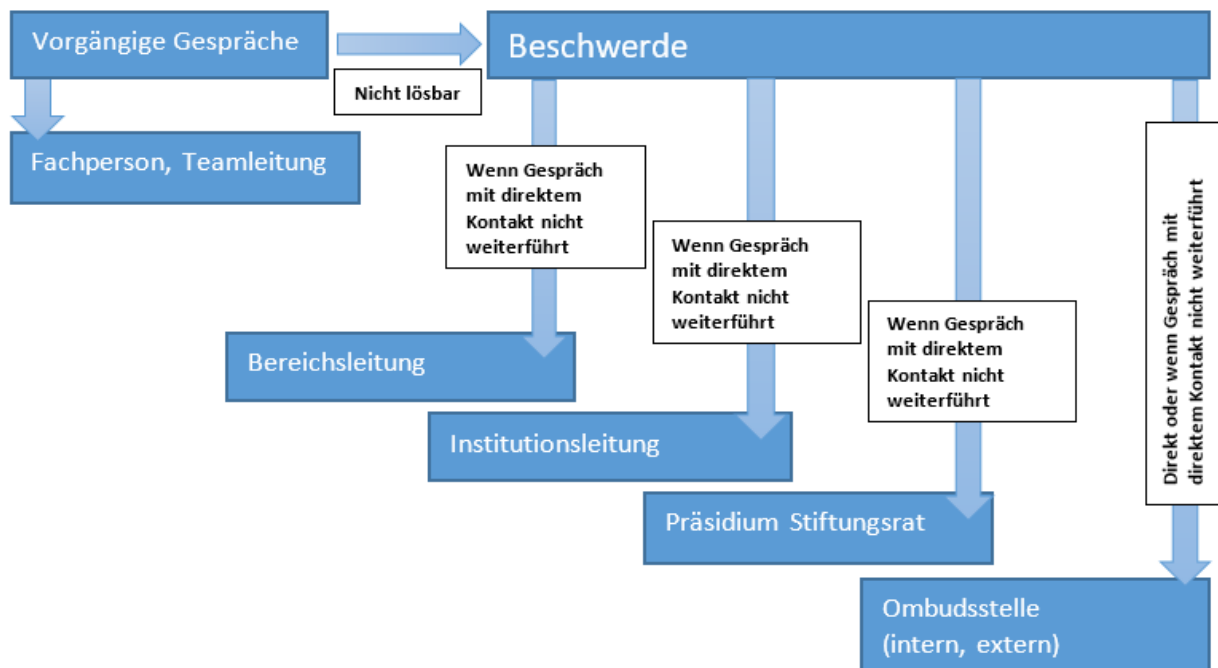 Vorgängige Gespräche
Beschwerde
Nicht lösbar
Fachperson, Teamleitung
Wenn Gespräch
mit direktem
Kontakt nicht
weiterführt
Wenn Gespräch
mit direktem
Kontakt nicht
weiterführt
Wenn Gespräch
mit direktem
Kontakt nicht
weiterführt
Direkt oder wenn Gespräch mit
direktem Kontakt nicht weiterführt
Bereichsleitung
Institutionsleitung
Präsidium Stiftungsrat
Ombudsstelle
(intern, extern)